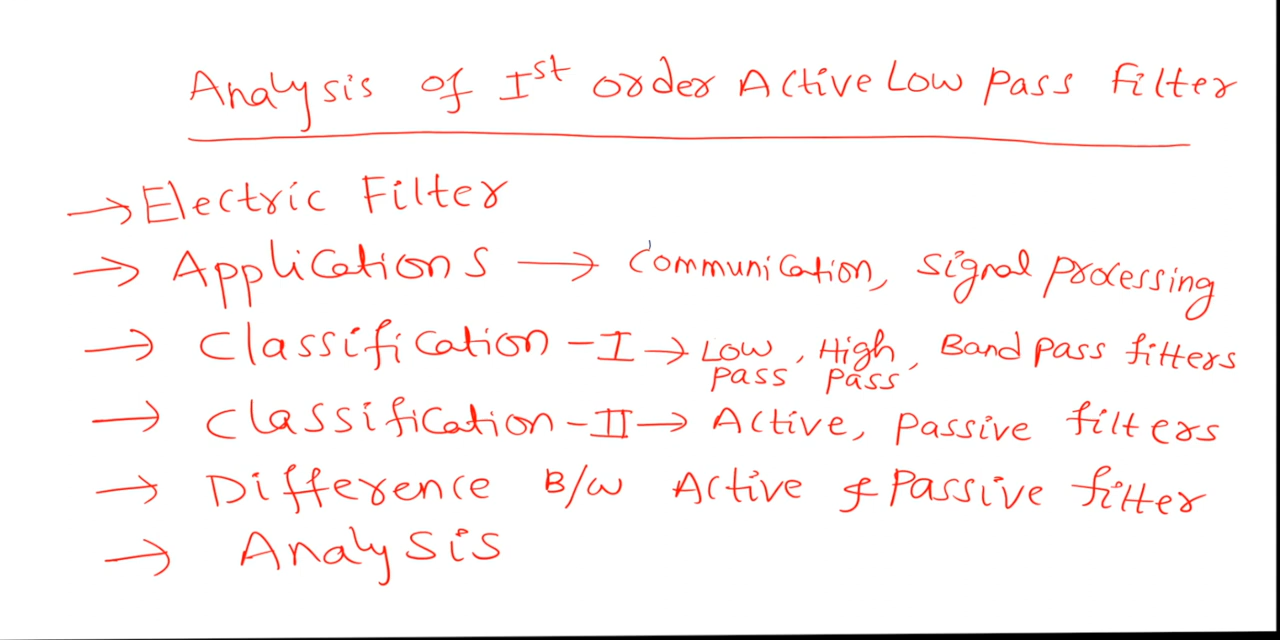 Analysis of Ist order Active Low pass Filter
→ Electric Filter
→ Applications → Communication, signal processing
→ Classification - I → Low pass, High pass, Band pass filters
→ Classification - II → Active, passive filters
→ Difference B/w Active & Passive filter
→ Analysis